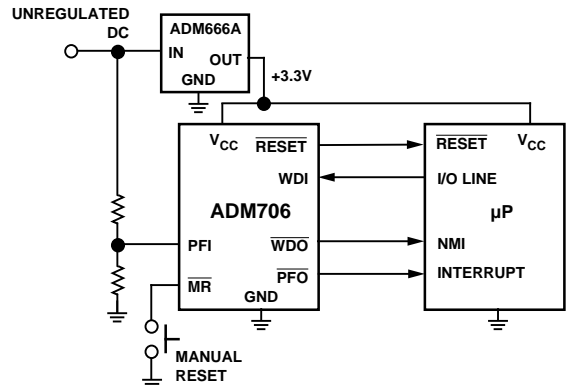 UNREGULATED
DC
ADM666A
IN
OUT
GND
+3.3V
VCC
RESET
WDI
ADM706
PFI
WDO
PFO
MR
GND
RESET
VCC
I/O LINE
µP
NMI
INTERRUPT
MANUAL
RESET